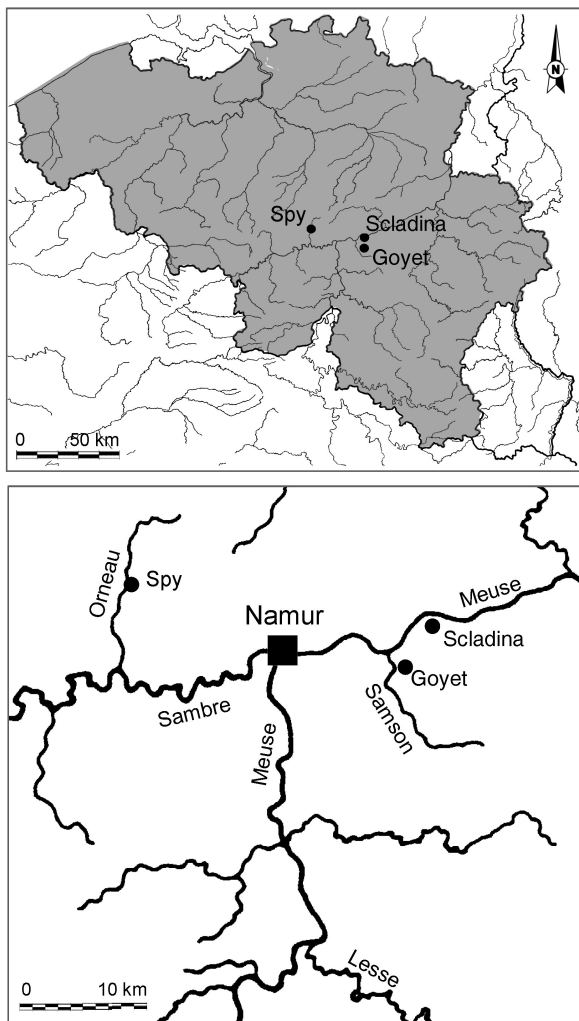 N
Spy
Scladina
Goyet
0 50 km
Orneau
Spy
Meuse
Namur
Scladina
Goyet
Sambre
Samson
Meuse
Lesse
0 10 km